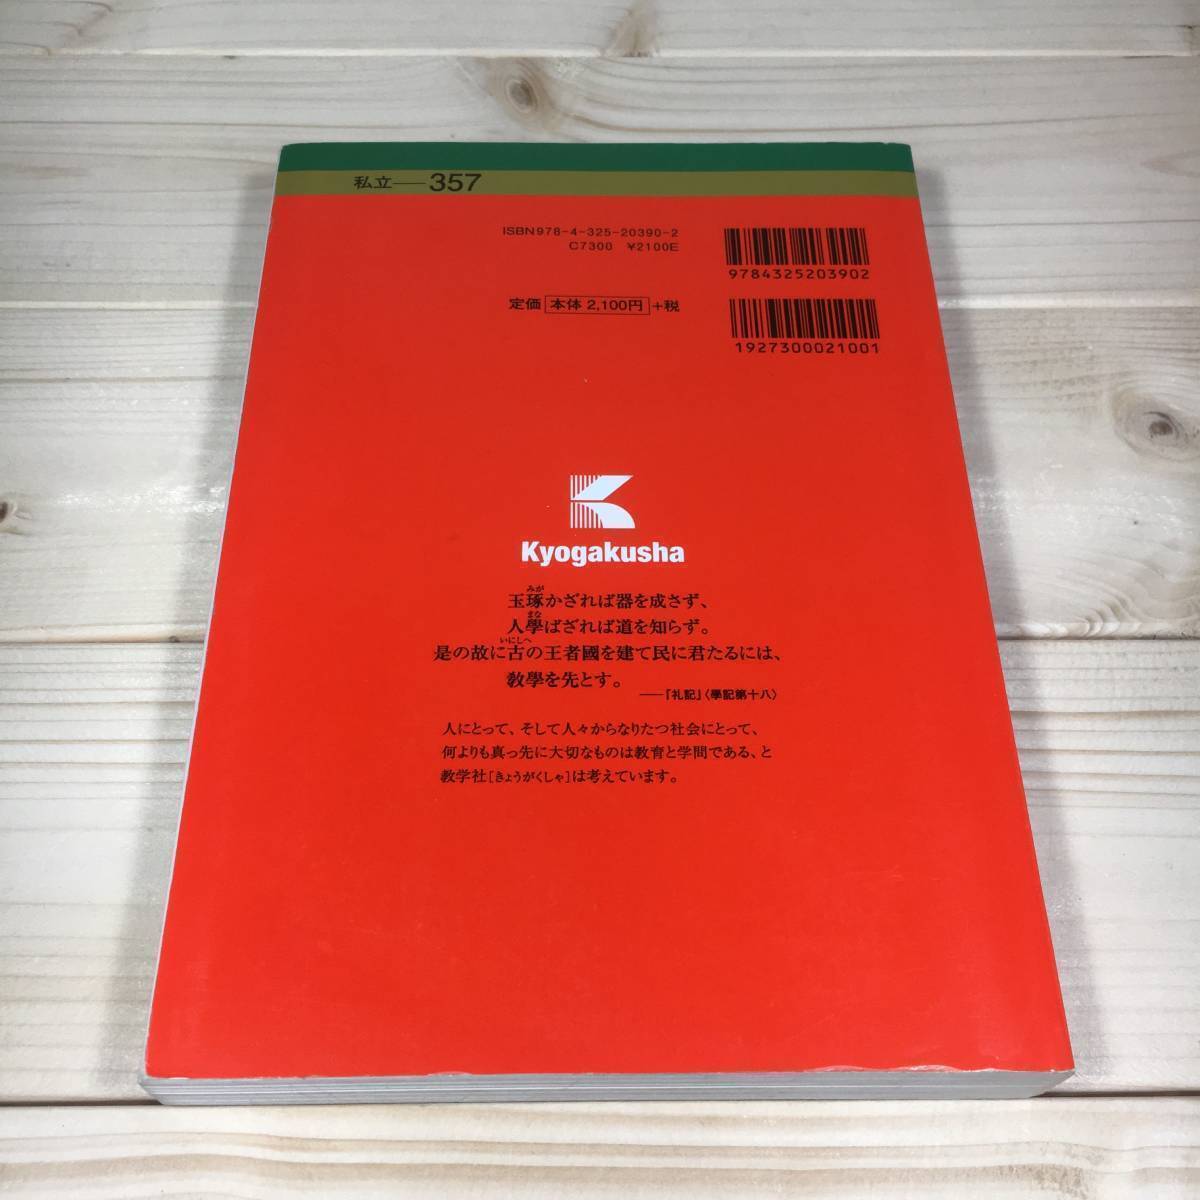 私立——357
ISBN978-4-325-20390-2
C7300 ¥2100E
9784325203902
定価 本体 2,100円 +税
1927300021001
Kyogakusha
玉琢かざれば器を成さず、
人學ばざれば道を知らず。
是の故に古の王者國を建て民に君たるには、
教學を先とす。
——『礼記』〈學記第十八〉
人にとって、そして人々からなりたつ社会にとって、
何よりも真っ先に大切なものは教育と学問である、と
教学社[きょうがくしゃ]は考えています。